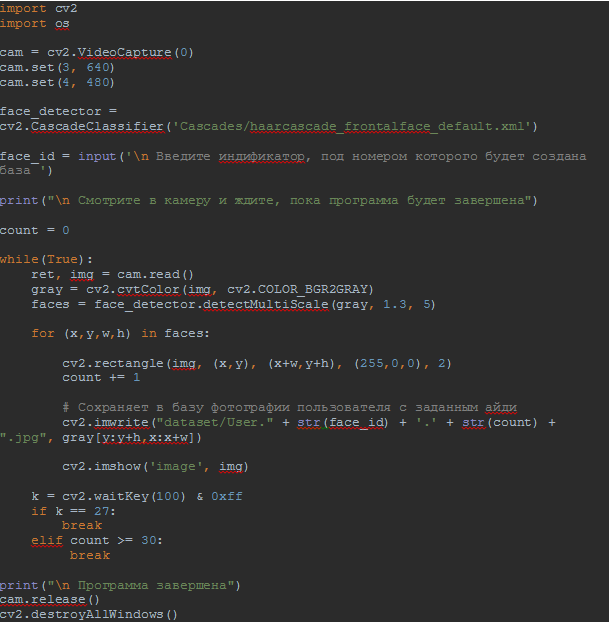 import cv2
import os
cam = cv2.VideoCapture(0)
cam.set(3, 640)
cam.set(4, 480)
face_detector =
cv2.CascadeClassifier('Cascades/haarcascade_frontalface_default.xml')
face_id = input('\n Введите индификатор, под номером которого будет создана
база ')
print("\n Смотрите в камеру и ждите, пока программа будет завершена")
count = 0
while(True):
    ret, img = cam.read()
    gray = cv2.cvtColor(img, cv2.COLOR_BGR2GRAY)
    faces = face_detector.detectMultiScale(gray, 1.3, 5)
    for (x,y,w,h) in faces:
        cv2.rectangle(img, (x,y), (x+w,y+h), (255,0,0), 2)
        count += 1
        # Сохраняет в базу фотографии пользователя с заданным айди
        cv2.imwrite("dataset/User." + str(face_id) + '.' + str(count) +
".jpg", gray[y:y+h,x:x+w])
        cv2.imshow('image', img)
    k = cv2.waitKey(100) & 0xff
    if k == 27:
        break
    elif count >= 30:
         break
print("\n Программа завершена")
cam.release()
cv2.destroyAllWindows()